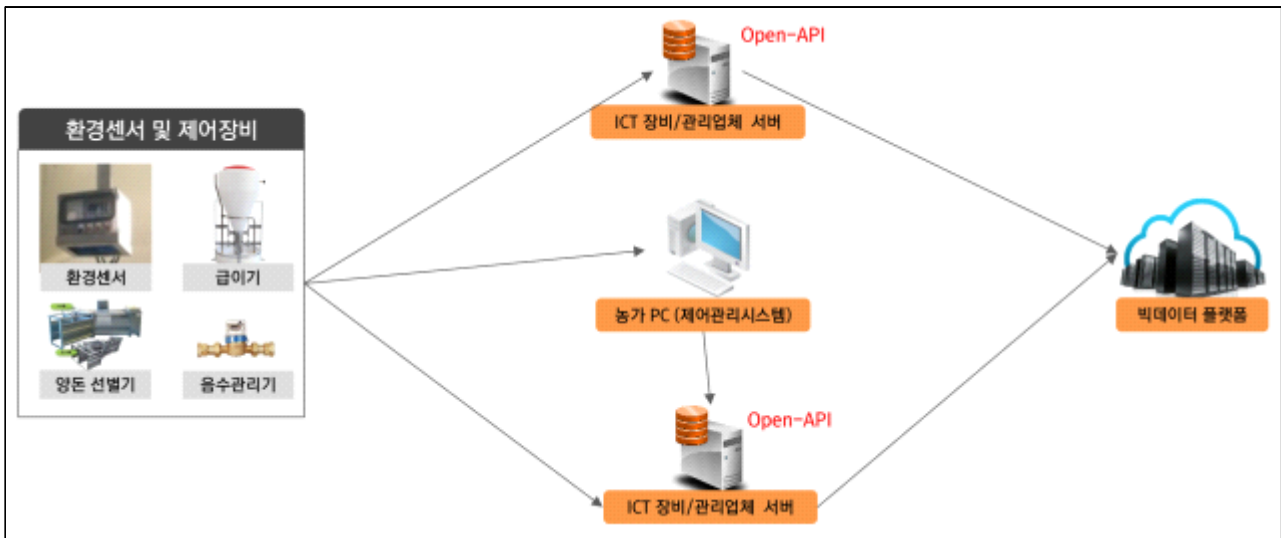 Open-API
ICT 장비/관리업체 서버
환경센서 및 제어장비
환경센서
급이기
양돈 선별기
음수관리기
농가 PC (제어관리시스템)
빅데이터 플랫폼
Open-API
ICT 장비/관리업체 서버